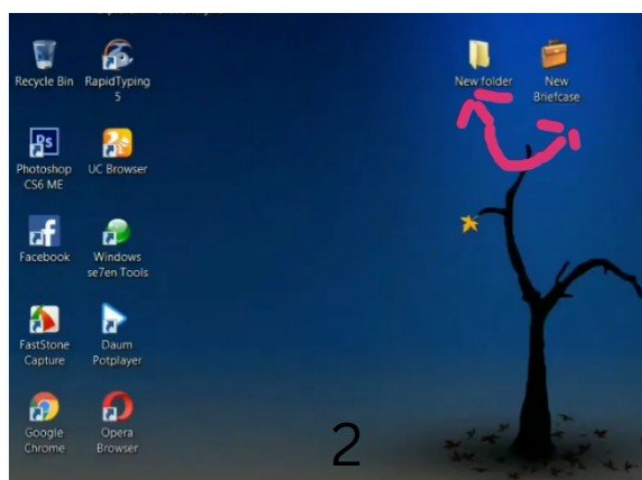 Recycle Bin
RapidTyping
5
New folder
New
Briefcase
Ps
Photoshop
CS6 ME
UC Browser
Facebook
Windows
se7en Tools
FastStone
Capture
Daum
Potplayer
Google
Chrome
Opera
Browser
2